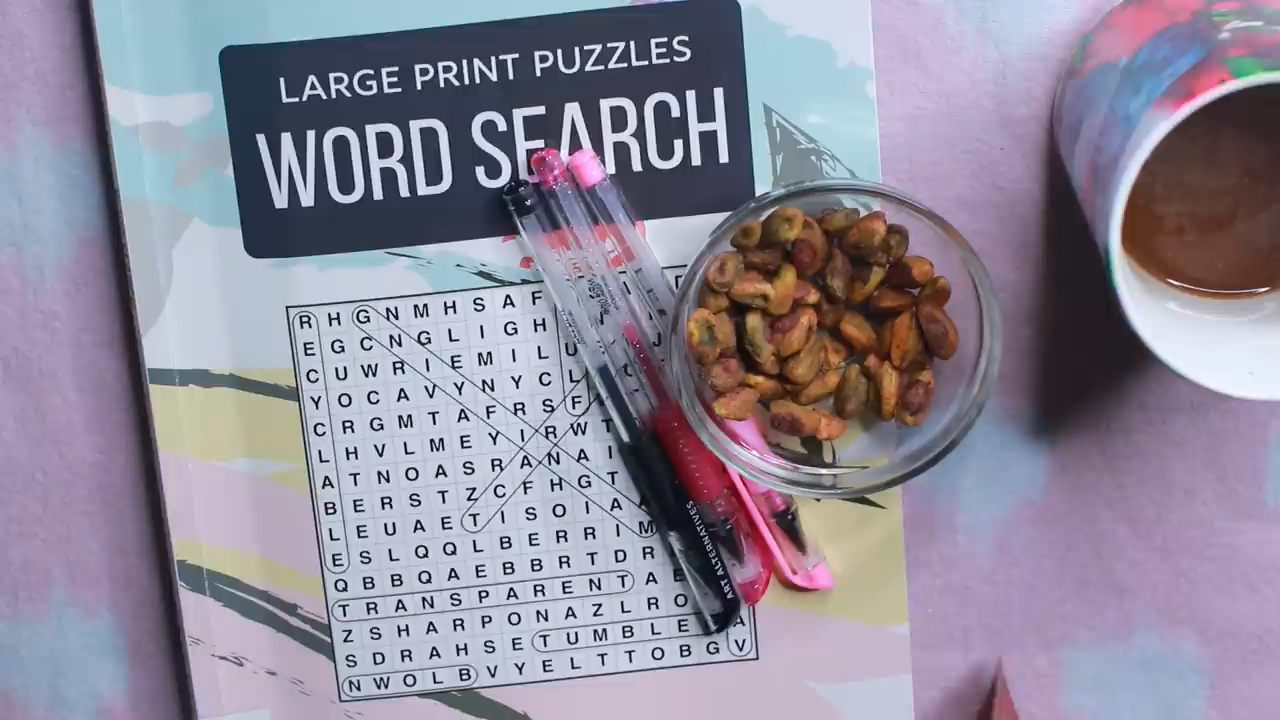 LARGE PRINT PUZZLES
WORD SEARCH
R H G N M H S A F
E G C N G L I G H
C U W R I E M I L U
Y O C A V Y N Y C L
C R G M T A F R S F
L H V L M E Y I R W T
A T N O A S R A N A I
B E R S T Z C F H G T
L E U A E T I S O I A
E S L Q Q L B E R R I M
Q B B Q A E B B R T D R
T R A N S P A R E N T A E
Z S H A R P O N A Z L R O
S D R A H S E T U M B L E A
N W O L B V Y E L T T O B G V
ART ALTERNATIVES